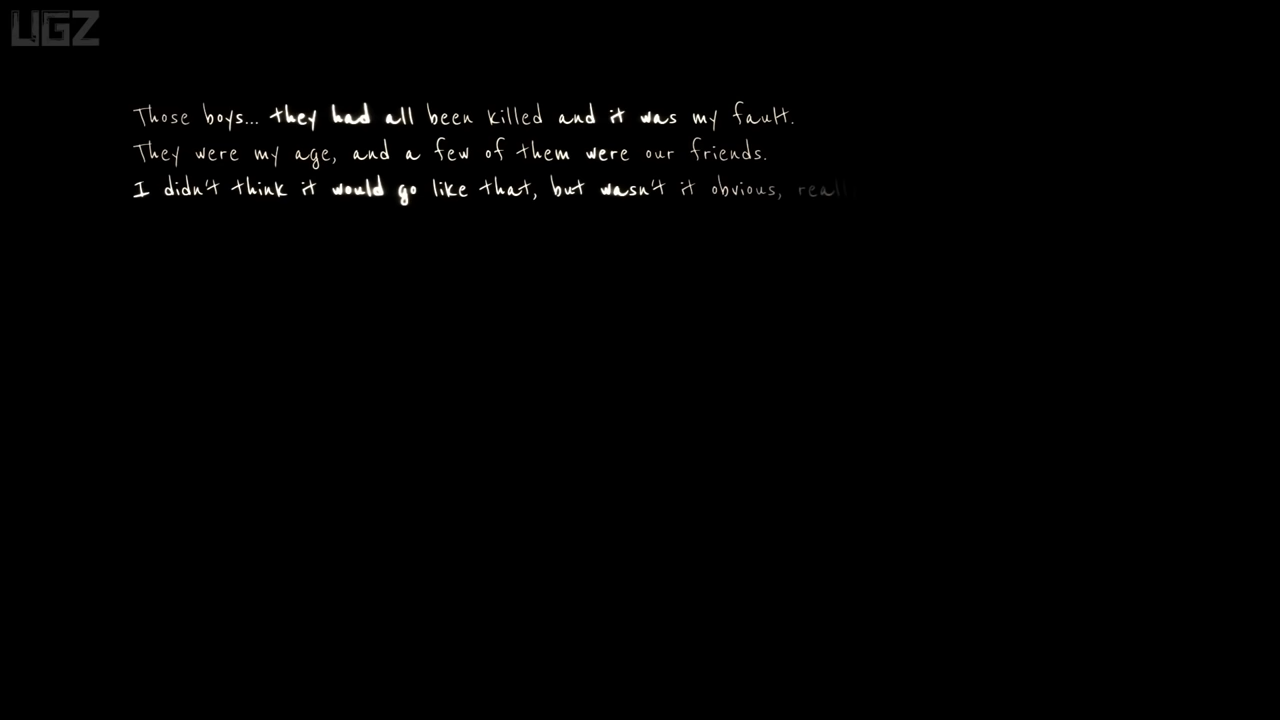 UGZ
Those boys... they had all been killed and it was my fault.
They were my age, and a few of them were our friends.
I didn't think it would go like that, but wasn't it obvious,